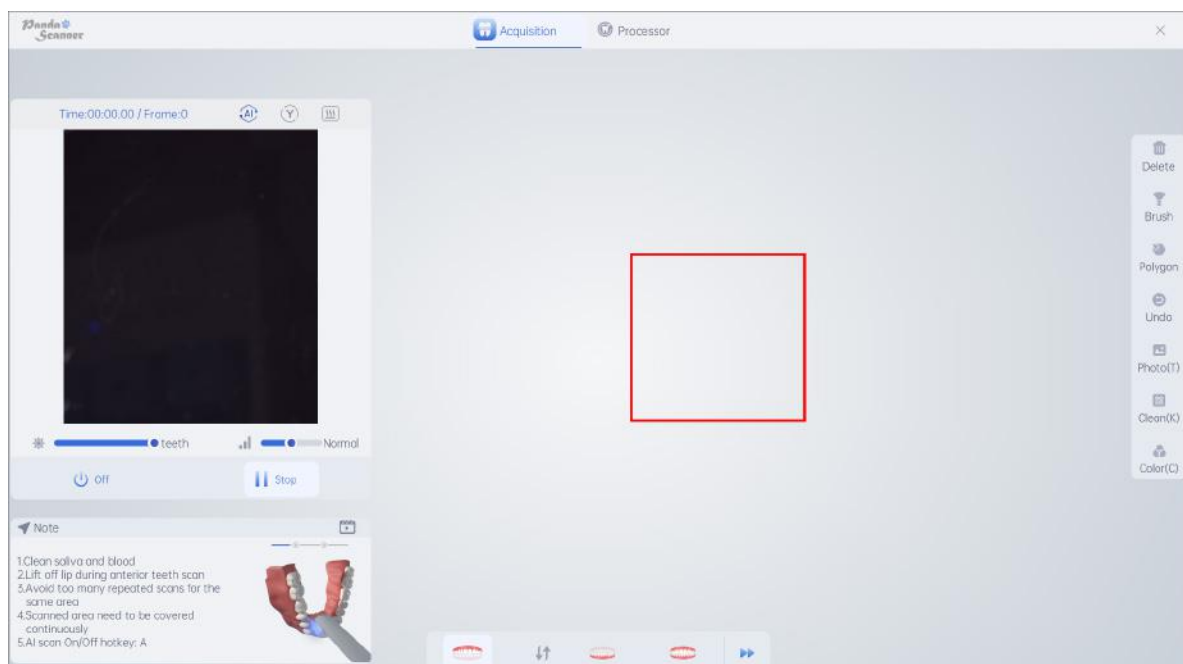 Panda
Scanner
Acquisition
Processor
Time:00:00.00 / Frame:0
AI
Y
teeth
Normal
Off
Stop
Note
1.Clean saliva and blood
2.Lift off lip during anterior teeth scan
3.Avoid too many repeated scans for the
same area
4.Scanned area need to be covered
continuously
5.AI scan On/Off hotkey: A
Delete
Brush
Polygon
Undo
Photo(T)
Clean(K)
Color(C)